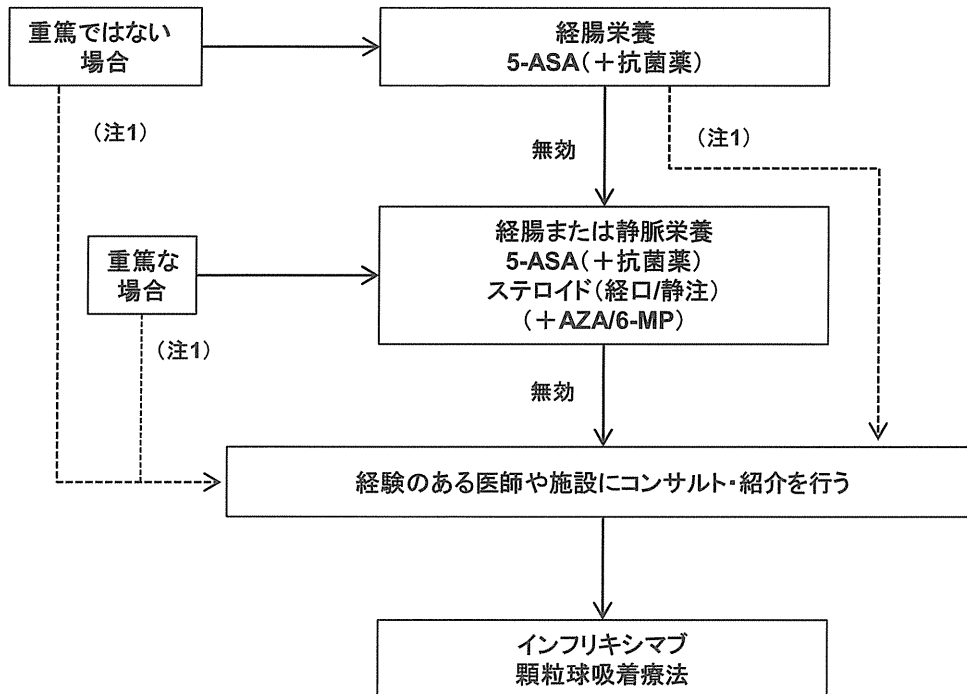 重篤ではない
場合
経腸栄養
5-ASA(＋抗菌薬)
(注1)
無効
(注1)
重篤な
場合
経腸または静脈栄養
5-ASA(＋抗菌薬)
ステロイド(経口/静注)
(＋AZA/6-MP)
(注1)
無効
経験のある医師や施設にコンサルト・紹介を行う
インフリキシマブ
顆粒球吸着療法